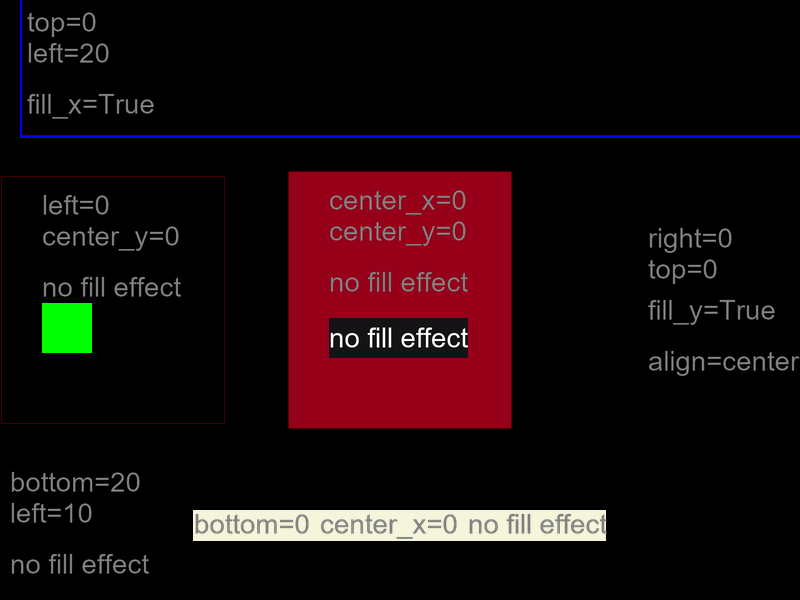 top=0
left=20
fill_x=True
left=0
center_y=0
no fill effect
center_x=0
center_y=0
no fill effect
no fill effect
right=0
top=0
fill_y=True
align=center
bottom=20
left=10
no fill effect
bottom=0 center_x=0 no fill effect